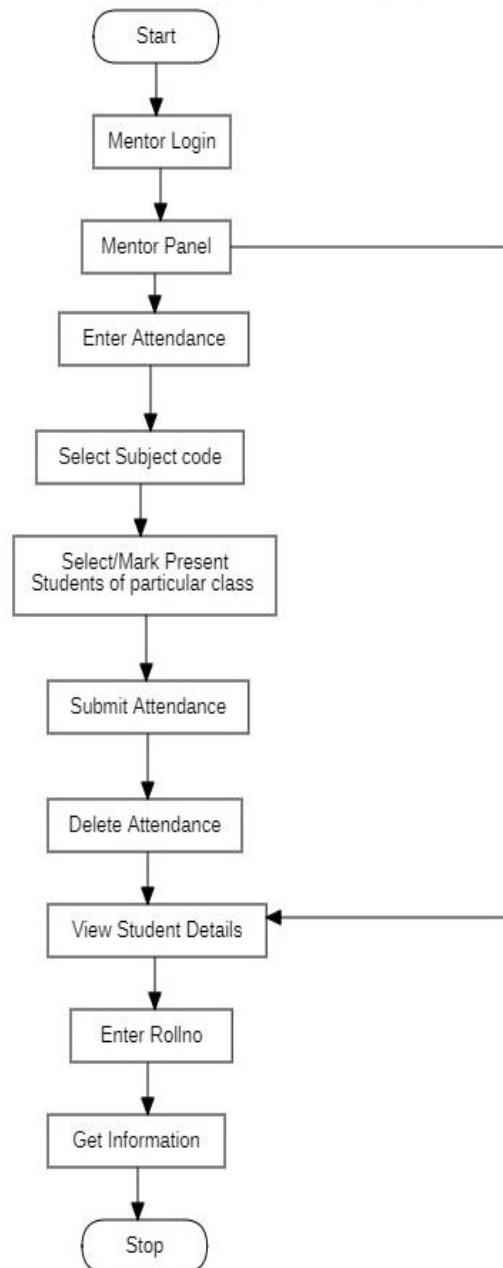 Start
Mentor Login
Mentor Panel
Enter Attendance
Select Subject code
Select/Mark Present
Students of particular class
Submit Attendance
Delete Attendance
View Student Details
Enter Rollno
Get Information
Stop